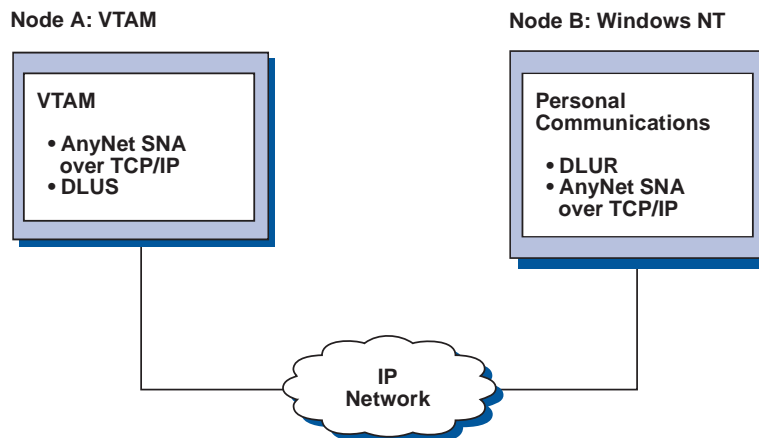 Node A: VTAM
Node B: Windows NT
VTAM
• AnyNet SNA
over TCP/IP
• DLUS
Personal
Communications
• DLUR
• AnyNet SNA
over TCP/IP
IP
Network